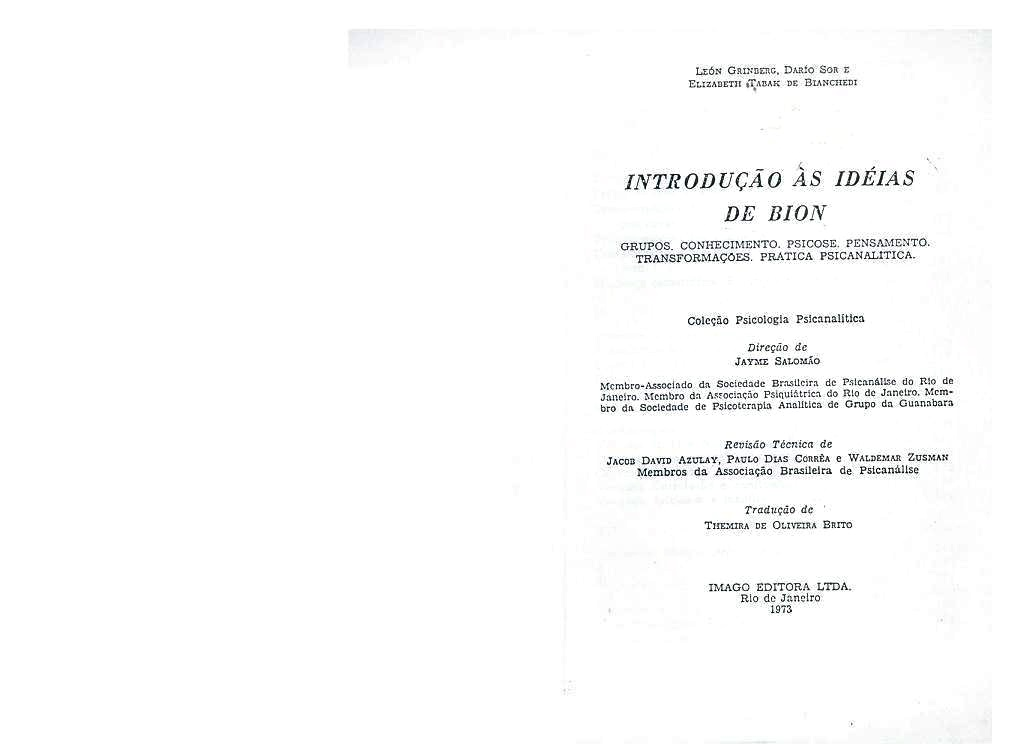 LEÓN GRINBERG, DARÍO SOR E
ELIZABETH TABAK DE BIANCHEDI
INTRODUÇÃO ÀS IDÉIAS
DE BION
GRUPOS. CONHECIMENTO. PSICOSE. PENSAMENTO.
TRANSFORMAÇÕES. PRATICA PSICANALITICA.
Coleção Psicologia Psicanalítica
Direção de
JAYME SALOMÃO
Membro-Associado da Sociedade Brasileira de Psicanálise do Rio de
Janeiro. Membro da Associação Psiquiátrica do Rio de Janeiro. Mem-
bro da Sociedade de Psicoterapia Analítica de Grupo da Guanabara
Revisão Técnica de
JACOB DAVID AZULAY, PAULO DIAS CORRÊA e WALDEMAR ZUSMAN
Membros da Associação Brasileira de Psicanálise
Tradução de
THEMIRA DE OLIVEIRA BRITO
IMAGO EDITORA LTDA.
Rio de Janeiro
1973